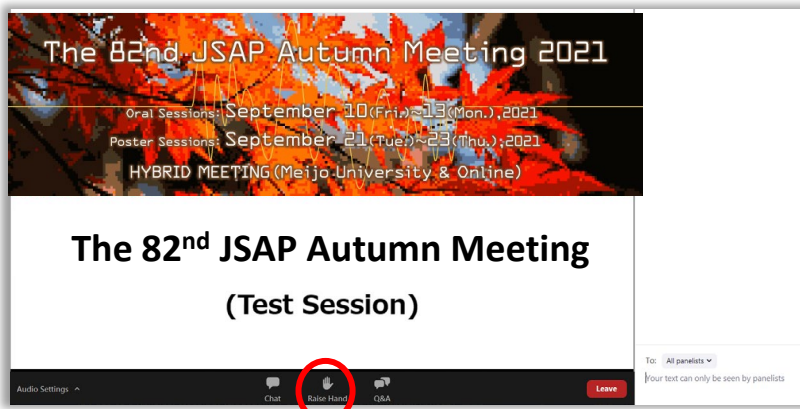 The 82nd JSAP Autumn Meeting 2021
Oral Sessions: September 10(Fri.)~13(Mon.),2021
Poster Sessions: September 21(Tue.)~23(Thu.),2021
HYBRID MEETING(Meijo University & Online)
The 82nd JSAP Autumn Meeting
(Test Session)
To: All panelists
Your text can only be seen by panelists
Audio Settings
Chat
Raise Hand
Q&A
Leave